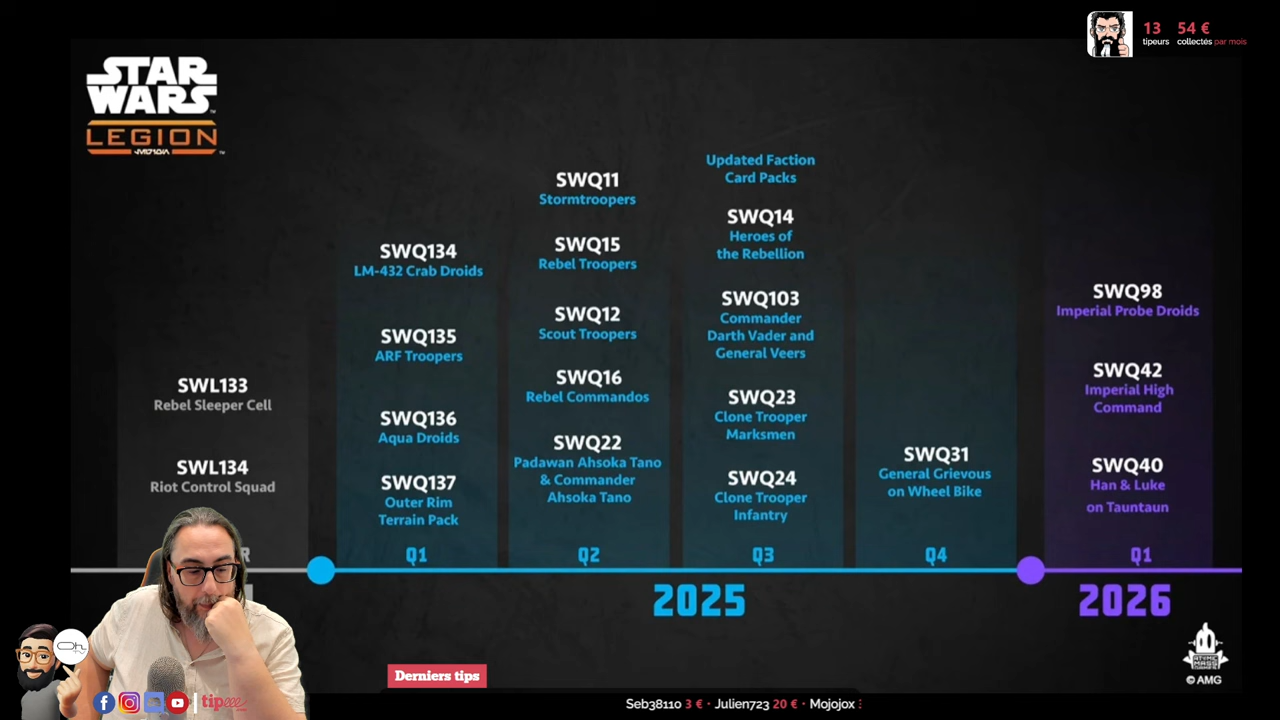 13 54 €
tipeurs collectés par mois
STAR
WARS
LEGION
SWL133
Rebel Sleeper Cell
SWL134
Riot Control Squad
SWQ134
LM-432 Crab Droids
SWQ135
ARF Troopers
SWQ136
Aqua Droids
SWQ137
Outer Rim
Terrain Pack
Q1
SWQ11
Stormtroopers
SWQ15
Rebel Troopers
SWQ12
Scout Troopers
SWQ16
Rebel Commandos
SWQ22
Padawan Ahsoka Tano
& Commander
Ahsoka Tano
Q2
Updated Faction
Card Packs
SWQ14
Heroes of
the Rebellion
SWQ103
Commander
Darth Vader and
General Veers
SWQ23
Clone Trooper
Marksmen
SWQ24
Clone Trooper
Infantry
Q3
SWQ31
General Grievous
on Wheel Bike
Q4
2025
SWQ98
Imperial Probe Droids
SWQ42
Imperial High
Command
SWQ40
Han & Luke
on Tauntaun
Q1
2026
ATOMIC
MASS
© AMG
Derniers tips
tipeee
Seb38110 3 € · Julien723 20 € · Mojojox